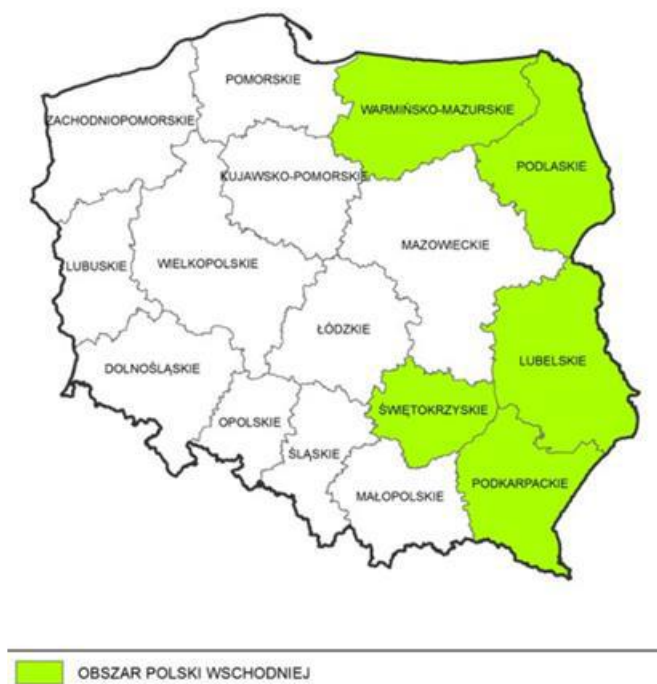 POMORSKIE
WARMIŃSKO-MAZURSKIE
ZACHODNIOPOMORSKIE
PODLASKIE
KUJAWSKO-POMORSKIE
MAZOWIECKIE
LUBUSKIE
WIELKOPOLSKIE
ŁÓDZKIE
LUBELSKIE
DOLNOŚLĄSKIE
ŚWIĘTOKRZYSKIE
OPOLSKIE
ŚLĄSKIE
PODKARPACKIE
MAŁOPOLSKIE
OBSZAR POLSKI WSCHODNIEJ